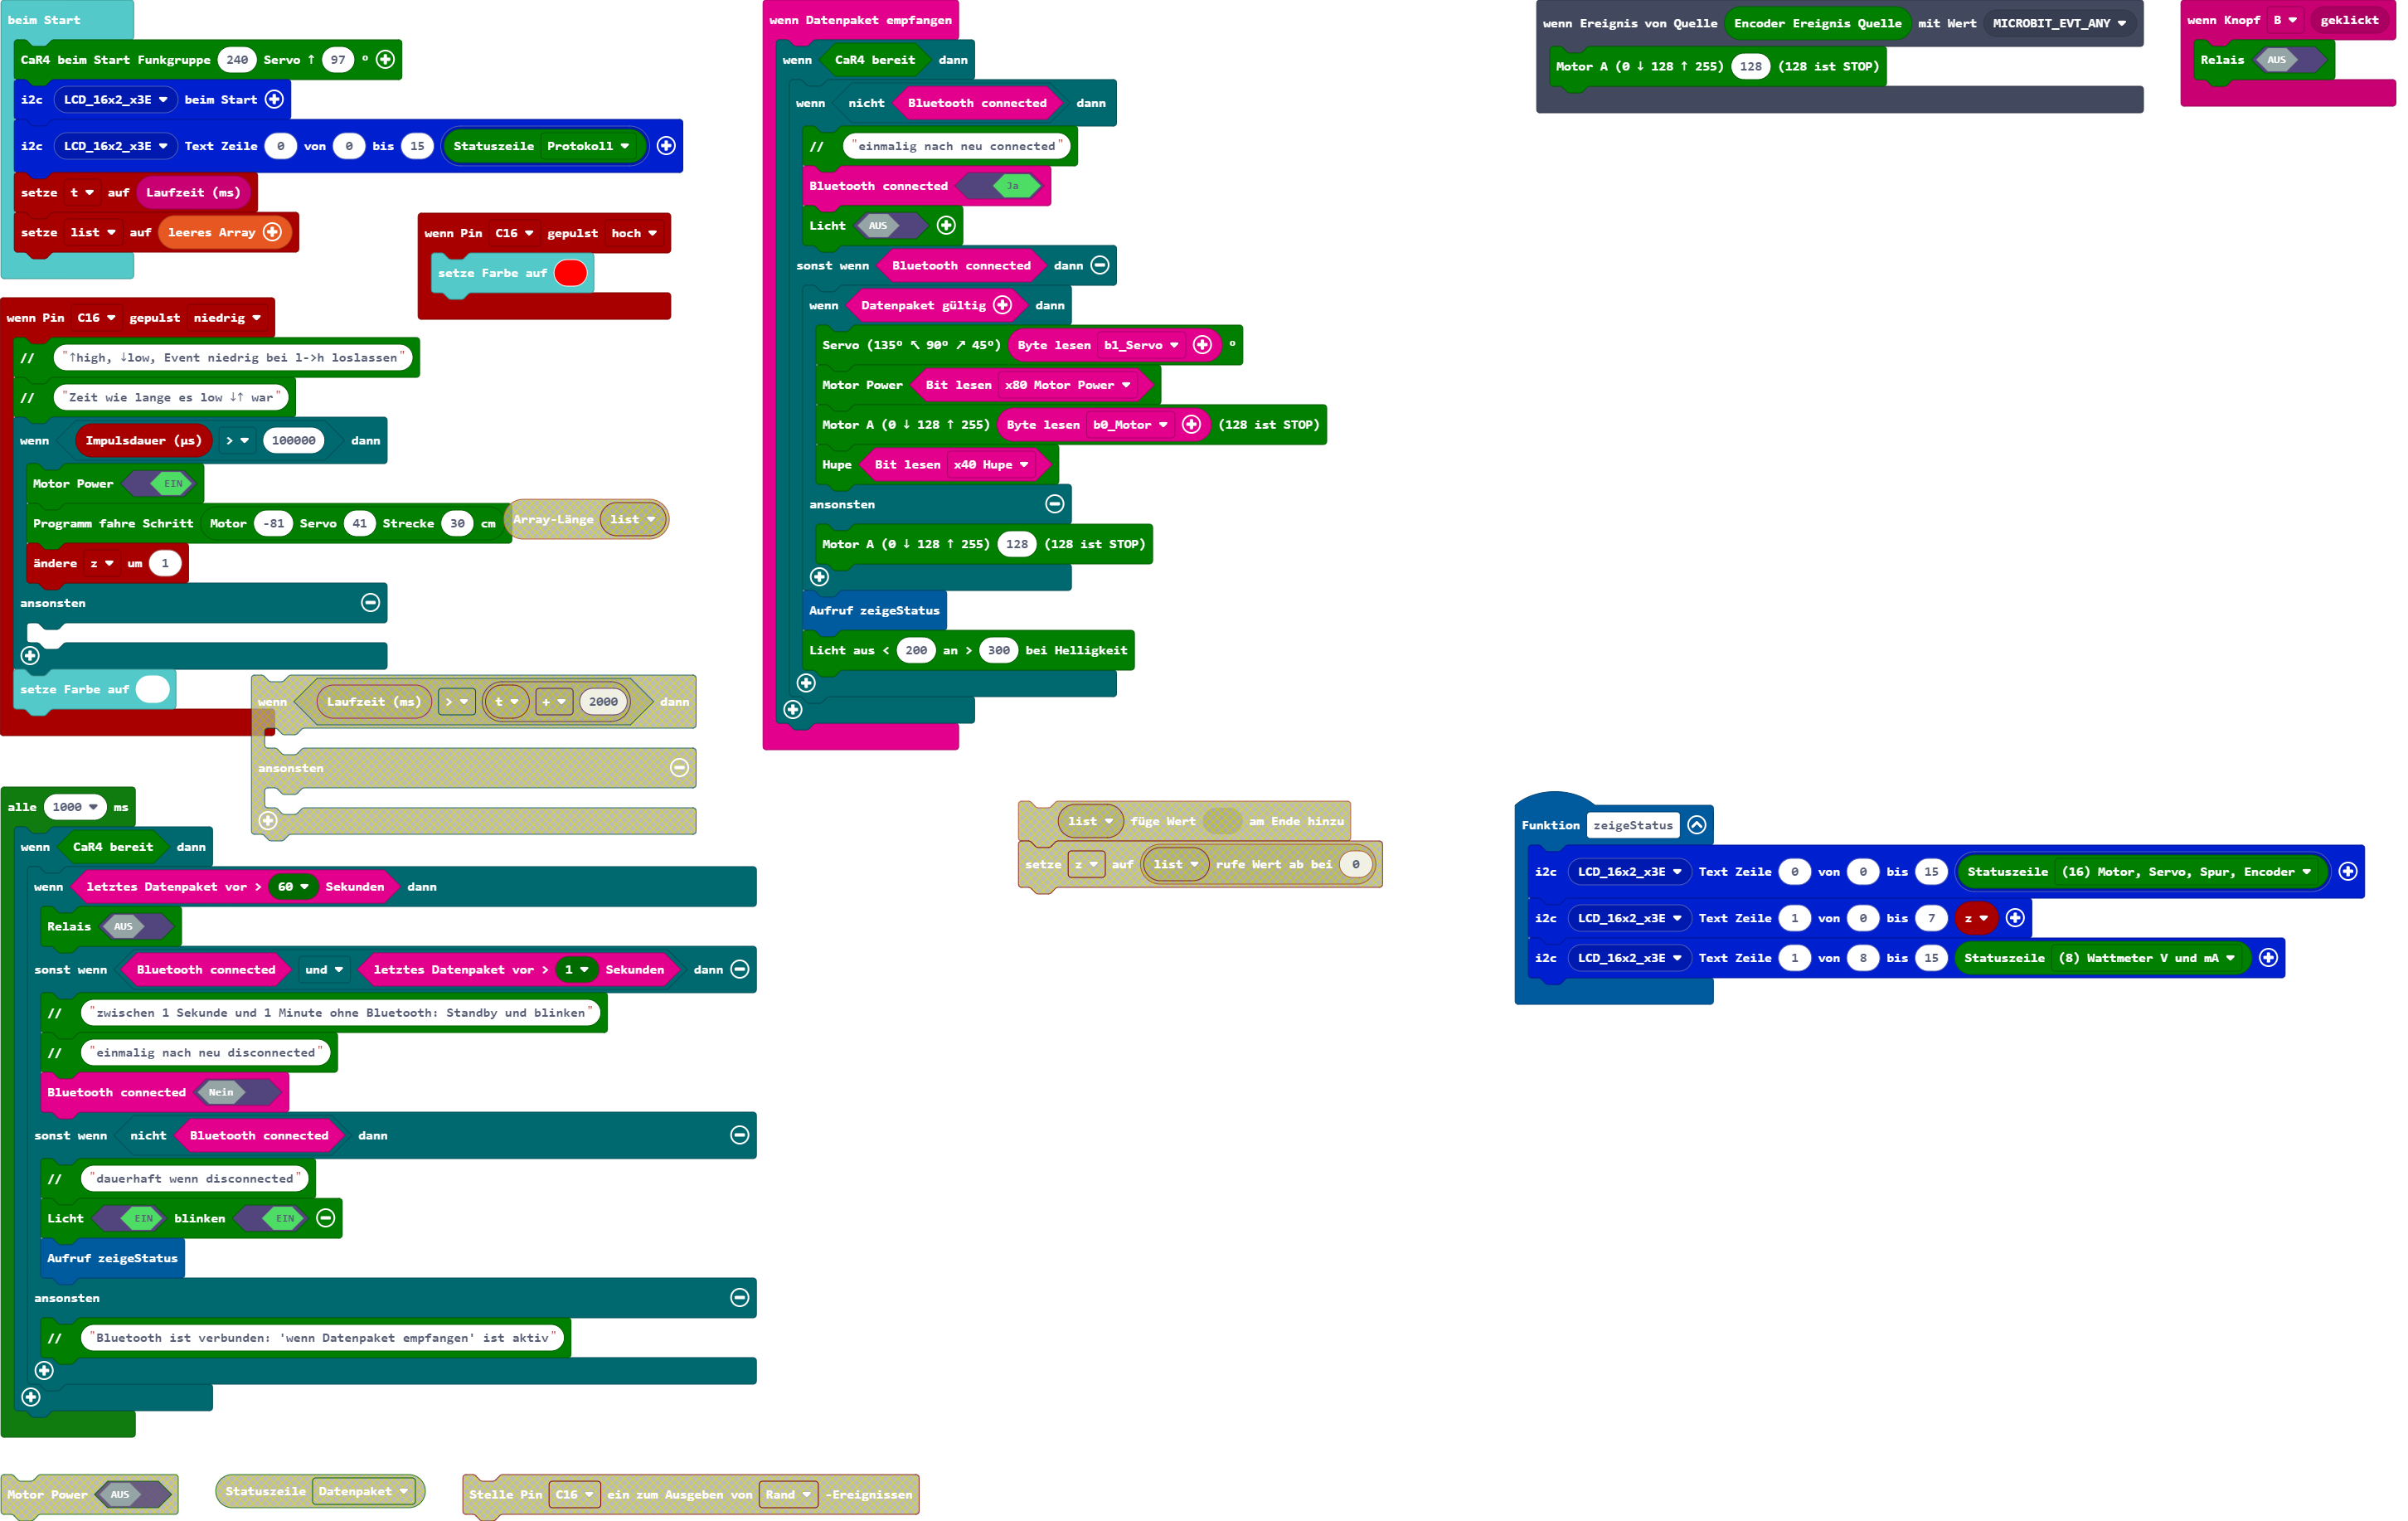 beim Start
CaR4 beim Start Funkgruppe 240 Servo ↑ 97 °
i2c LCD_16x2_x3E beim Start
i2c LCD_16x2_x3E Text Zeile 0 von 0 bis 15 Statuszeile Protokoll
setze t auf Laufzeit (ms)
setze list auf leeres Array
wenn Pin C16 gepulst hoch
setze Farbe auf
wenn Pin C16 gepulst niedrig
// "↑high, ↓low, Event niedrig bei l->h loslassen"
// "Zeit wie lange es low ↓↑ war"
wenn Impulsdauer (µs) > 100000 dann
Motor Power EIN
Programm fahre Schritt Motor -81 Servo 41 Strecke 30 cm
Array-Länge list
ändere z um 1
ansonsten
setze Farbe auf
wenn Laufzeit (ms) > t + 2000 dann
ansonsten
alle 1000 ms
wenn CaR4 bereit dann
wenn letztes Datenpaket vor > 60 Sekunden dann
Relais AUS
sonst wenn Bluetooth connected und letztes Datenpaket vor > 1 Sekunden dann
// "zwischen 1 Sekunde und 1 Minute ohne Bluetooth: Standby und blinken"
// "einmalig nach neu disconnected"
Bluetooth connected Nein
sonst wenn nicht Bluetooth connected dann
// "dauerhaft wenn disconnected"
Licht EIN blinken EIN
Aufruf zeigeStatus
ansonsten
// "Bluetooth ist verbunden: 'wenn Datenpaket empfangen' ist aktiv"
Motor Power AUS
Statuszeile Datenpaket
Stelle Pin C16 ein zum Ausgeben von Rand -Ereignissen
wenn Datenpaket empfangen
wenn CaR4 bereit dann
wenn nicht Bluetooth connected dann
// "einmalig nach neu connected"
Bluetooth connected Ja
Licht AUS
sonst wenn Bluetooth connected dann
wenn Datenpaket gültig dann
Servo (135° ↖ 90° ↗ 45°) Byte lesen b1_Servo °
Motor Power Bit lesen x80 Motor Power
Motor A (0 ↓ 128 ↑ 255) Byte lesen b0_Motor (128 ist STOP)
Hupe Bit lesen x40 Hupe
ansonsten
Motor A (0 ↓ 128 ↑ 255) 128 (128 ist STOP)
Aufruf zeigeStatus
Licht aus < 200 an > 300 bei Helligkeit
list füge Wert am Ende hinzu
setze z auf list rufe Wert ab bei 0
wenn Ereignis von Quelle Encoder Ereignis Quelle mit Wert MICROBIT_EVT_ANY
Motor A (0 ↓ 128 ↑ 255) 128 (128 ist STOP)
wenn Knopf B geklickt
Relais AUS
Funktion zeigeStatus
i2c LCD_16x2_x3E Text Zeile 0 von 0 bis 15 Statuszeile (16) Motor, Servo, Spur, Encoder
i2c LCD_16x2_x3E Text Zeile 1 von 0 bis 7 z
i2c LCD_16x2_x3E Text Zeile 1 von 8 bis 15 Statuszeile (8) Wattmeter V und mA